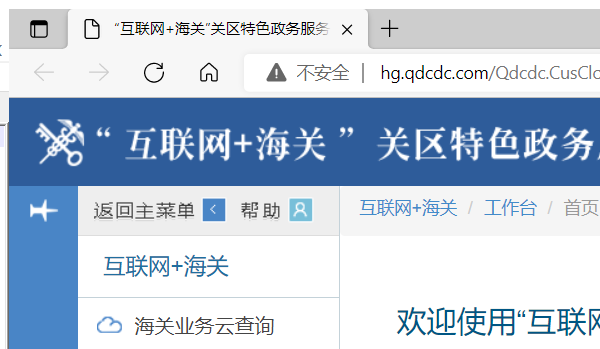 “互联网+海关”关区特色政务服务
不安全 | hg.qdcdc.com/Qdcdc.CusClo
“互联网+海关”关区特色政务
返回主菜单 帮助
互联网+海关 / 工作台 / 首页
互联网+海关
海关业务云查询
欢迎使用“互联网